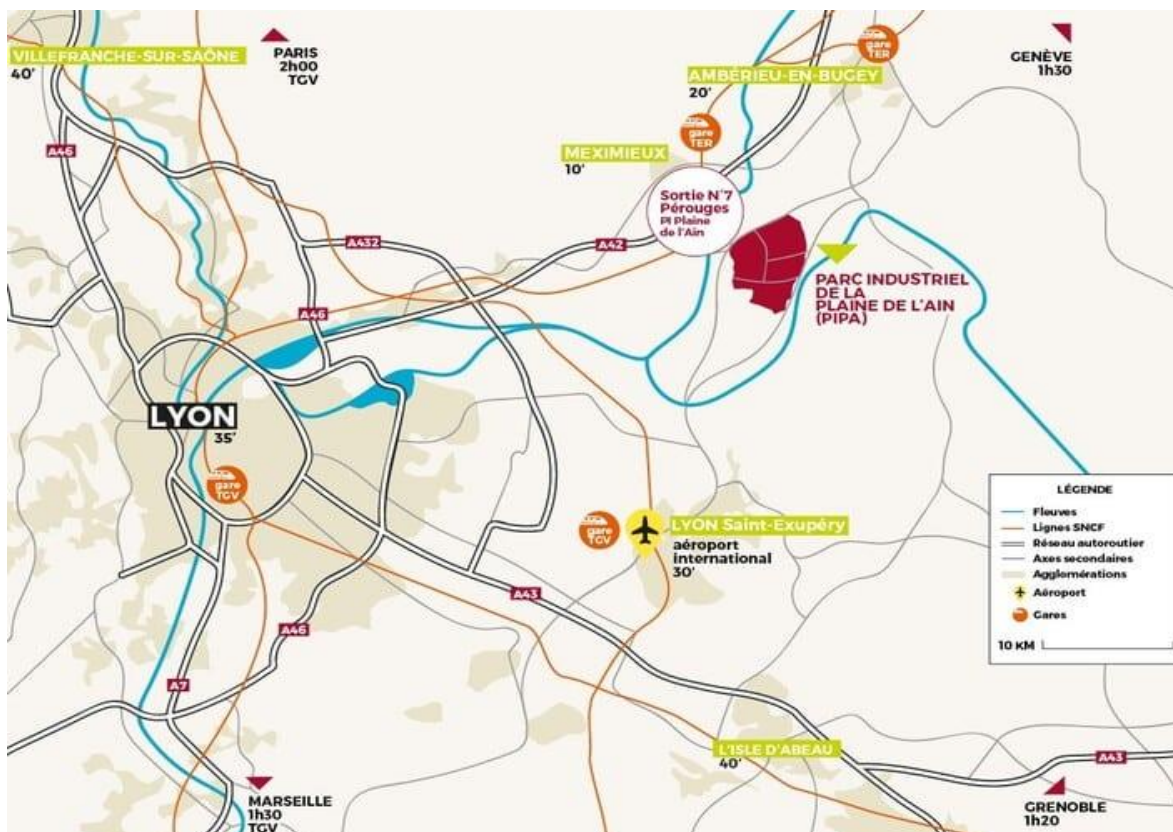 VILLEFRANCHE-SUR-SAÔNE
40'
PARIS
2h00
TGV
gare
TER
GENÈVE
1h30
AMBÉRIEU-EN-BUGEY
20'
gare
TER
MEXIMIEUX
10'
A46
Sortie N°7
Pérouges
PI Plaine
de l'Ain
A432
A42
PARC INDUSTRIEL
DE LA
PLAINE DE L'AIN
(PIPA)
A46
LYON
35'
gare
TGV
gare
TGV
LYON Saint-Exupéry
aéroport
international
30'
LÉGENDE
Fleuves
Lignes SNCF
Réseau autoroutier
Axes secondaires
Agglomérations
Aéroport
Gares
10 KM
A43
A46
A7
L'ISLE D'ABEAU
40'
A43
MARSEILLE
1h30
TGV
GRENOBLE
1h20